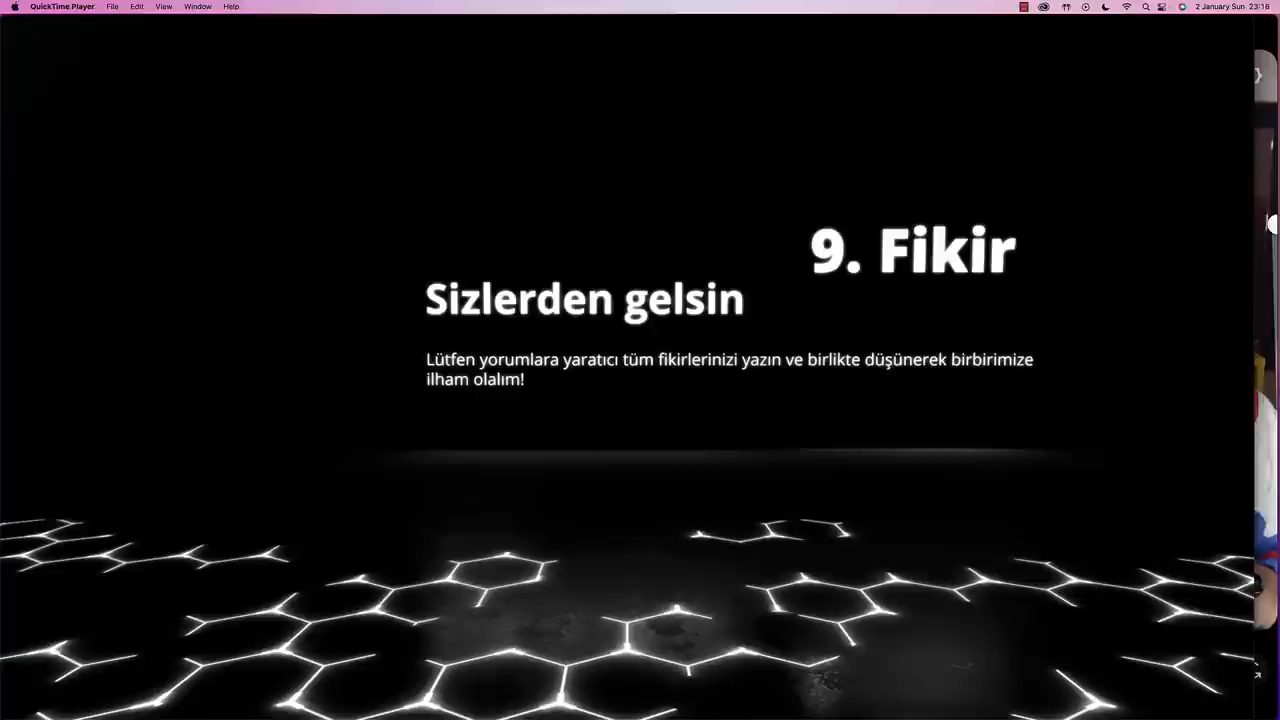 QuickTime Player File Edit View Window Help 2 January Sun 23:18
9. Fikir
Sizlerden gelsin
Lütfen yorumlara yaratıcı tüm fikirlerinizi yazın ve birlikte düşünerek birbirimize
ilham olalım!